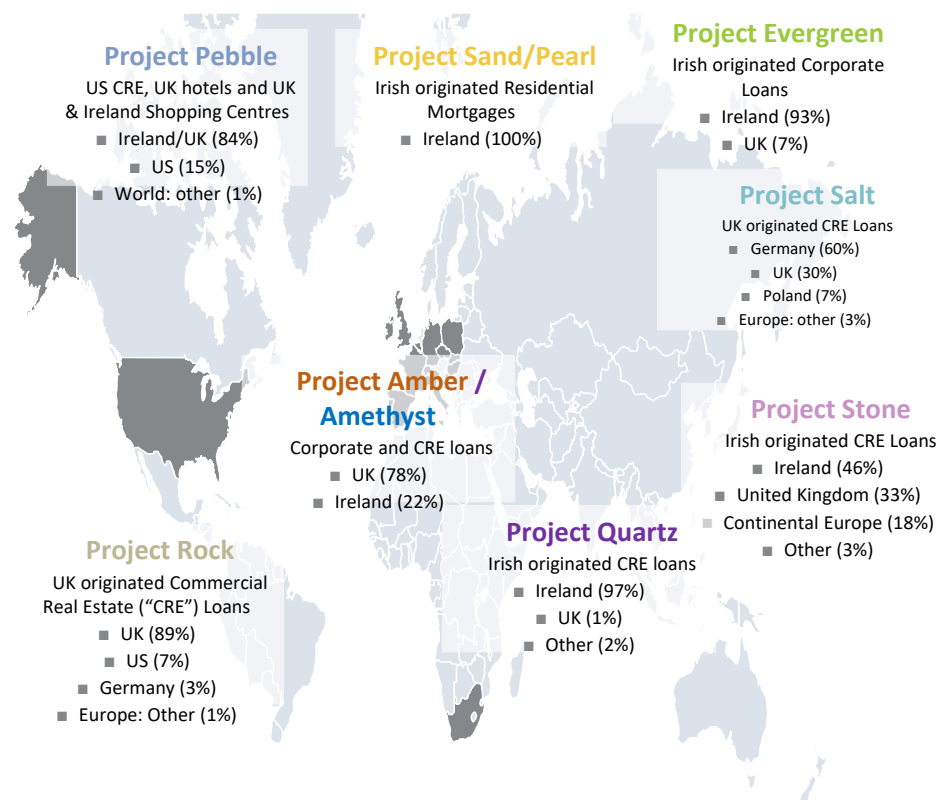 Project Pebble
US CRE, UK hotels and UK
& Ireland Shopping Centres
■ Ireland/UK (84%)
■ US (15%)
■ World: other (1%)
Project Sand/Pearl
Irish originated Residential
Mortgages
■ Ireland (100%)
Project Evergreen
Irish originated Corporate
Loans
■ Ireland (93%)
■ UK (7%)
Project Salt
UK originated CRE Loans
■ Germany (60%)
■ UK (30%)
■ Poland (7%)
■ Europe: other (3%)
Project Amber /
Amethyst
Corporate and CRE loans
■ UK (78%)
■ Ireland (22%)
Project Stone
Irish originated CRE Loans
■ Ireland (46%)
■ United Kingdom (33%)
■ Continental Europe (18%)
■ Other (3%)
Project Rock
UK originated Commercial
Real Estate (“CRE”) Loans
■ UK (89%)
■ US (7%)
■ Germany (3%)
■ Europe: Other (1%)
Project Quartz
Irish originated CRE loans
■ Ireland (97%)
■ UK (1%)
■ Other (2%)